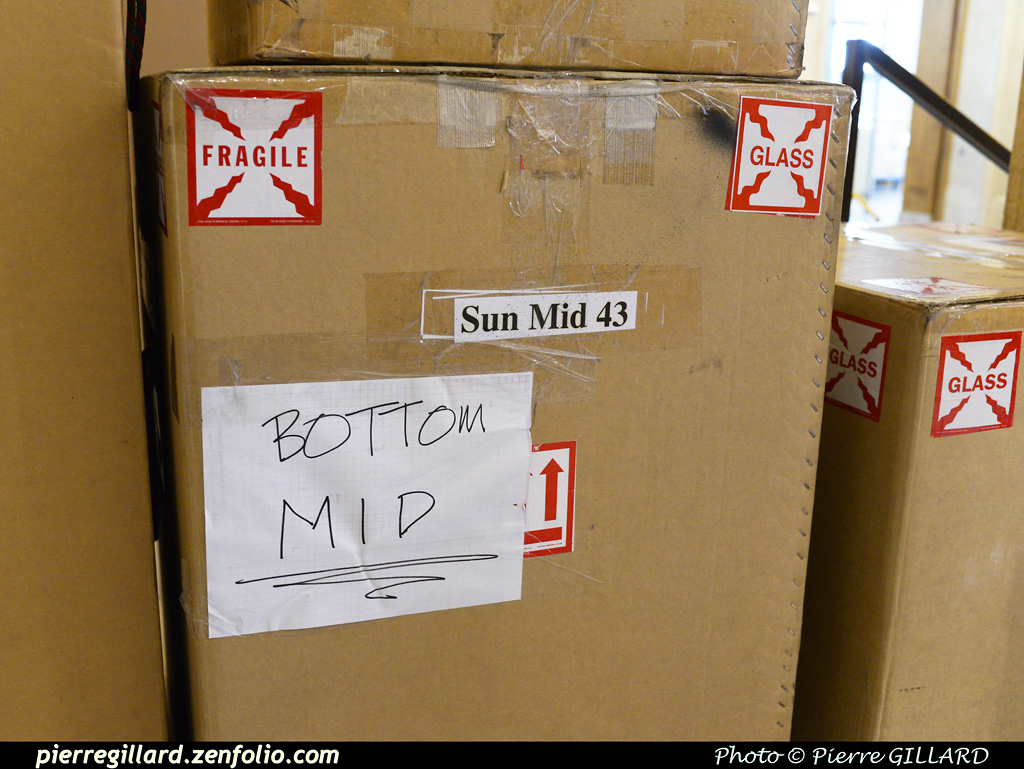 FRAGILE
GLASS
Sun Mid 43
BOTTOM
MID
GLASS
GLASS
pierregillard.zenfolio.com
Photo © Pierre GILLARD